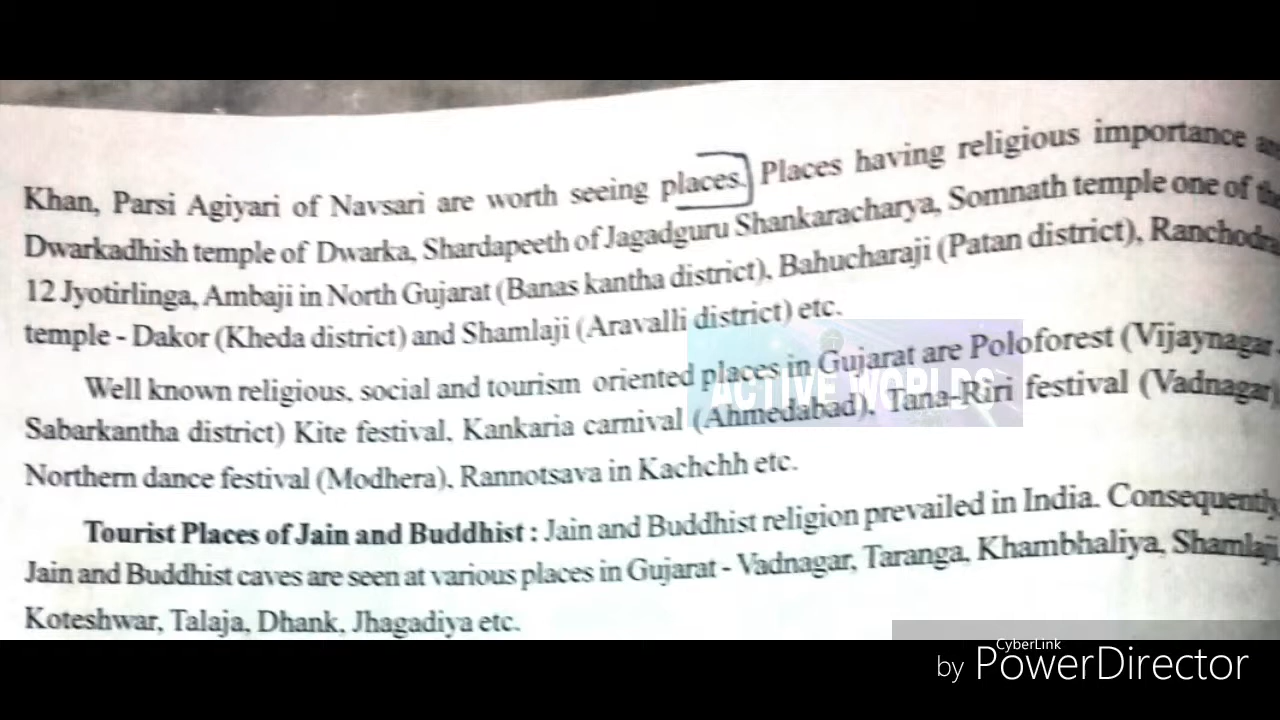 Khan, Parsi Agiyari of Navsari are worth seeing places. Places having religious importance
Dwarkadhish temple of Dwarka, Shardapeeth of Jagadguru Shankaracharya, Somnath temple one of the
12 Jyotirlinga, Ambaji in North Gujarat (Banas kantha district), Bahucharaji (Patan district),
temple - Dakor (Kheda district) and Shamlaji (Aravalli district) etc.
Well known religious, social and tourism oriented places in Gujarat are Poloforest (Vijaynagar
Sabarkantha district) Kite festival, Kankaria carnival (Ahmedabad), Tana-Riri festival (Vadnagar)
Northern dance festival (Modhera), Rannotsava in Kachchh etc.
Tourist Places of Jain and Buddhist : Jain and Buddhist religion prevailed in India. Consequently
Jain and Buddhist caves are seen at various places in Gujarat - Vadnagar, Taranga, Khambhaliya, Shamlaji,
Koteshwar, Talaja, Dhank, Jhagadiya etc.
ACTIVE WORLDS
CyberLink
by PowerDirector